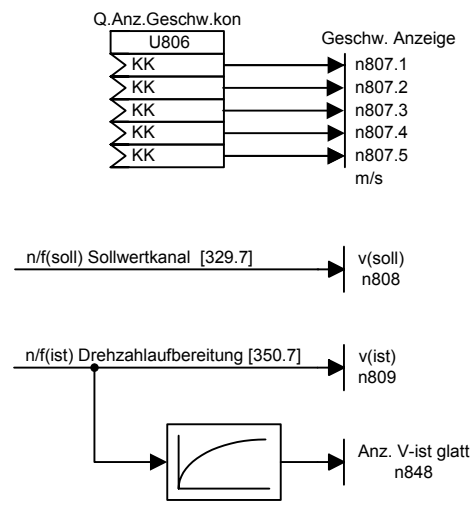 Q.Anz.Geschw.kon
U806
Geschw. Anzeige
KK
n807.1
KK
n807.2
KK
n807.3
KK
n807.4
KK
n807.5
m/s
n/f(soll) Sollwertkanal [329.7]
v(soll)
n808
n/f(ist) Drehzahlaufbereitung [350.7]
v(ist)
n809
Anz. V-ist glatt
n848